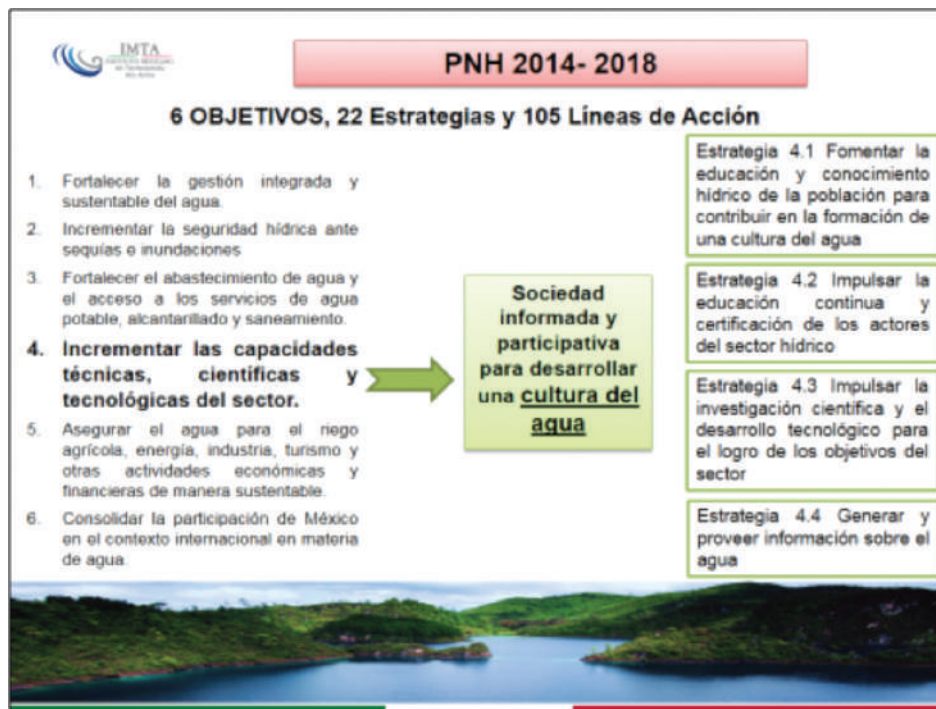 IMTA
PNH 2014- 2018
6 OBJETIVOS, 22 Estrategias y 105 Líneas de Acción
1. Fortalecer la gestión integrada y
sustentable del agua.
2. Incrementar la seguridad hídrica ante
sequías e inundaciones
3. Fortalecer el abastecimiento de agua y
el acceso a los servicios de agua
potable, alcantarillado y saneamiento.
4. Incrementar las capacidades
técnicas, científicas y
tecnológicas del sector.
5. Asegurar el agua para el riego
agrícola, energía, industria, turismo y
otras actividades económicas y
financieras de manera sustentable.
6. Consolidar la participación de México
en el contexto internacional en materia
de agua.
Sociedad
informada y
participativa
para desarrollar
una cultura del
agua
Estrategia 4.1 Fomentar la
educación y conocimiento
hídrico de la población para
contribuir en la formación de
una cultura del agua
Estrategia 4.2 Impulsar la
educación continua y
certificación de los actores
del sector hídrico
Estrategia 4.3 Impulsar la
investigación científica y el
desarrollo tecnológico para
el logro de los objetivos del
sector
Estrategia 4.4 Generar y
proveer información sobre el
agua